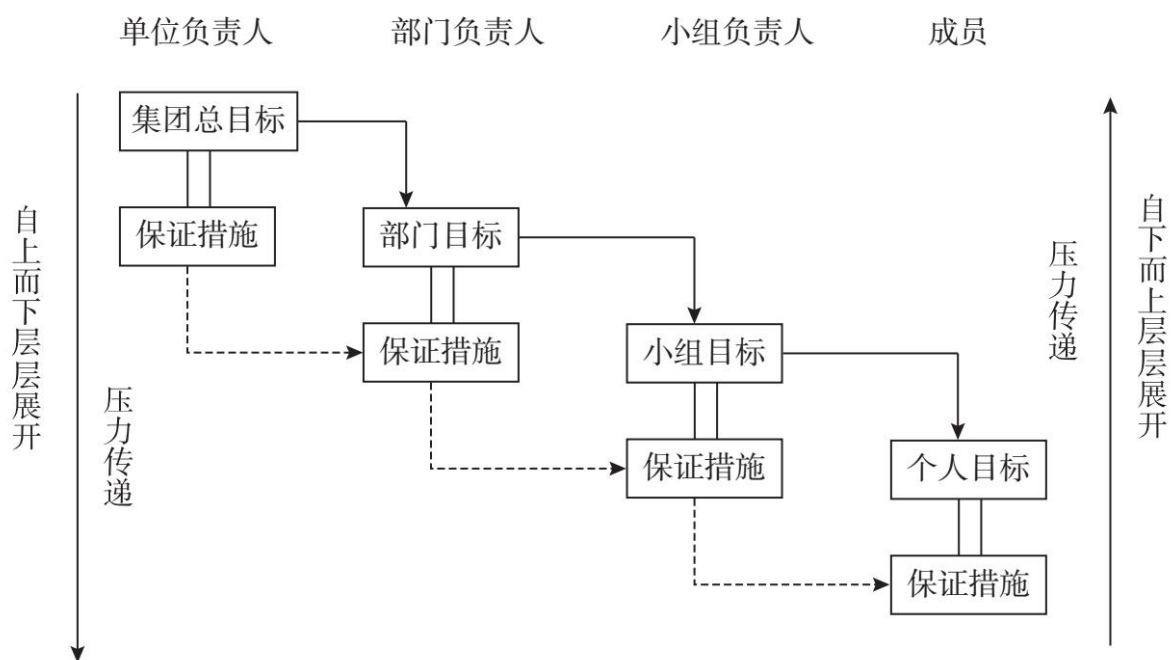 单位负责人
部门负责人
小组负责人
成员
集团总目标
保证措施
部门目标
保证措施
小组目标
保证措施
个人目标
保证措施
自上而下层层展开
压力传递
压力传递
自下而上层层展开